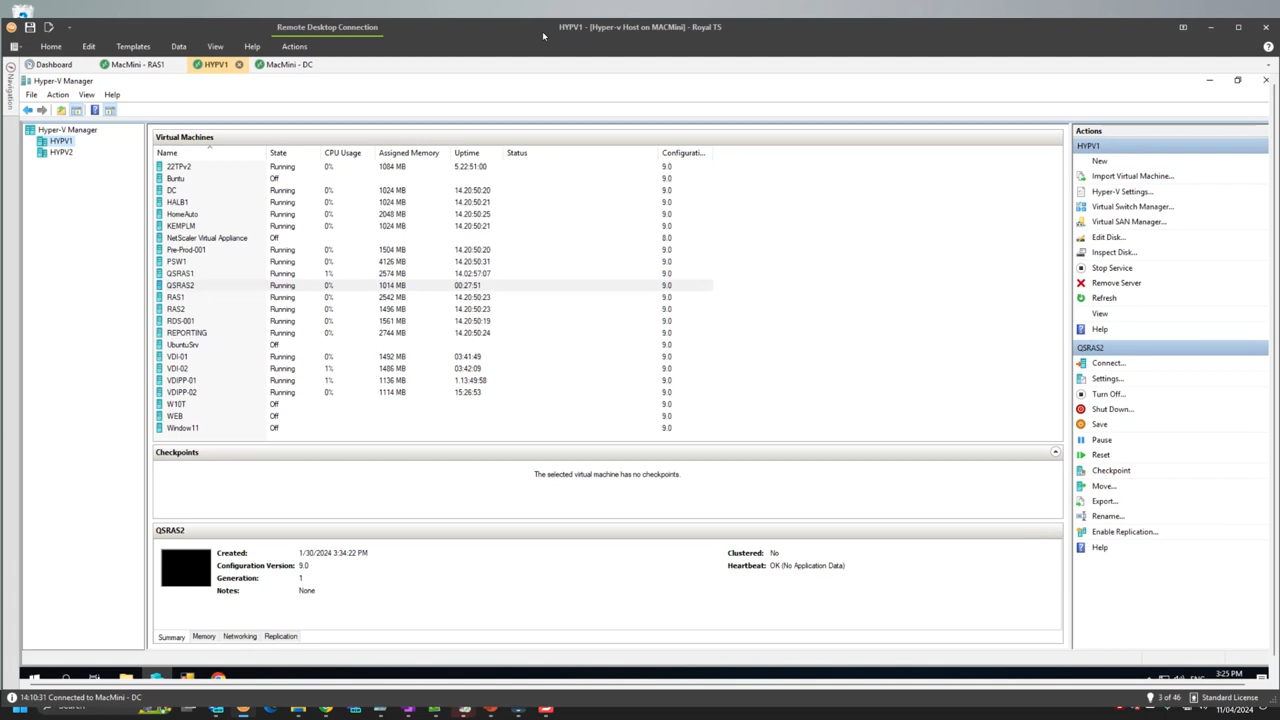 Remote Desktop Connection
HYPV1 - [Hyper-v Host on MACMini] - Royal TS
Home Edit Templates Data View Help Actions
Dashboard MacMini - RAS1 HYPV1 MacMini - DC
Navigation
Hyper-V Manager
File Action View Help
Hyper-V Manager
HYPV1
HYPV2
Virtual Machines
Name State CPU Usage Assigned Memory Uptime Status Configurati...
22TPv2 Running 0% 1084 MB 5.22:51:00 9.0
Buntu Off 9.0
DC Running 0% 1024 MB 14.20:50:20 9.0
HALB1 Running 0% 1024 MB 14.20:50:21 9.0
HomeAuto Running 0% 2048 MB 14.20:50:25 9.0
KEMPLM Running 0% 1024 MB 14.20:50:21 9.0
NetScaler Virtual Appliance Off 8.0
Pre-Prod-001 Running 0% 1504 MB 14.20:50:20 9.0
PSW1 Running 0% 4126 MB 14.20:50:31 9.0
QSRAS1 Running 1% 2574 MB 14.02:57:07 9.0
QSRAS2 Running 0% 1014 MB 00:27:51 9.0
RAS1 Running 0% 2542 MB 14.20:50:23 9.0
RAS2 Running 0% 1496 MB 14.20:50:23 9.0
RDS-001 Running 0% 1561 MB 14.20:50:19 9.0
REPORTING Running 0% 2744 MB 14.20:50:24 9.0
UbuntuSrv Off 9.0
VDI-01 Running 0% 1492 MB 03:41:49 9.0
VDI-02 Running 1% 1486 MB 03:42:09 9.0
VDIPP-01 Running 1% 1136 MB 1.13:49:58 9.0
VDIPP-02 Running 0% 1114 MB 15:26:53 9.0
W10T Off 9.0
WEB Off 9.0
Window11 Off 9.0
Checkpoints
The selected virtual machine has no checkpoints.
QSRAS2
Created: 1/30/2024 3:34:22 PM Clustered: No
Configuration Version: 9.0 Heartbeat: OK (No Application Data)
Generation: 1
Notes: None
Summary Memory Networking Replication
Actions
HYPV1
New
Import Virtual Machine...
Hyper-V Settings...
Virtual Switch Manager...
Virtual SAN Manager...
Edit Disk...
Inspect Disk...
Stop Service
Remove Server
Refresh
View
Help
QSRAS2
Connect...
Settings...
Turn Off...
Shut Down...
Save
Pause
Reset
Checkpoint
Move...
Export...
Rename...
Enable Replication...
Help
3:25 PM
14:10:31 Connected to MacMini - DC 3 of 46 Standard License
11/04/2024